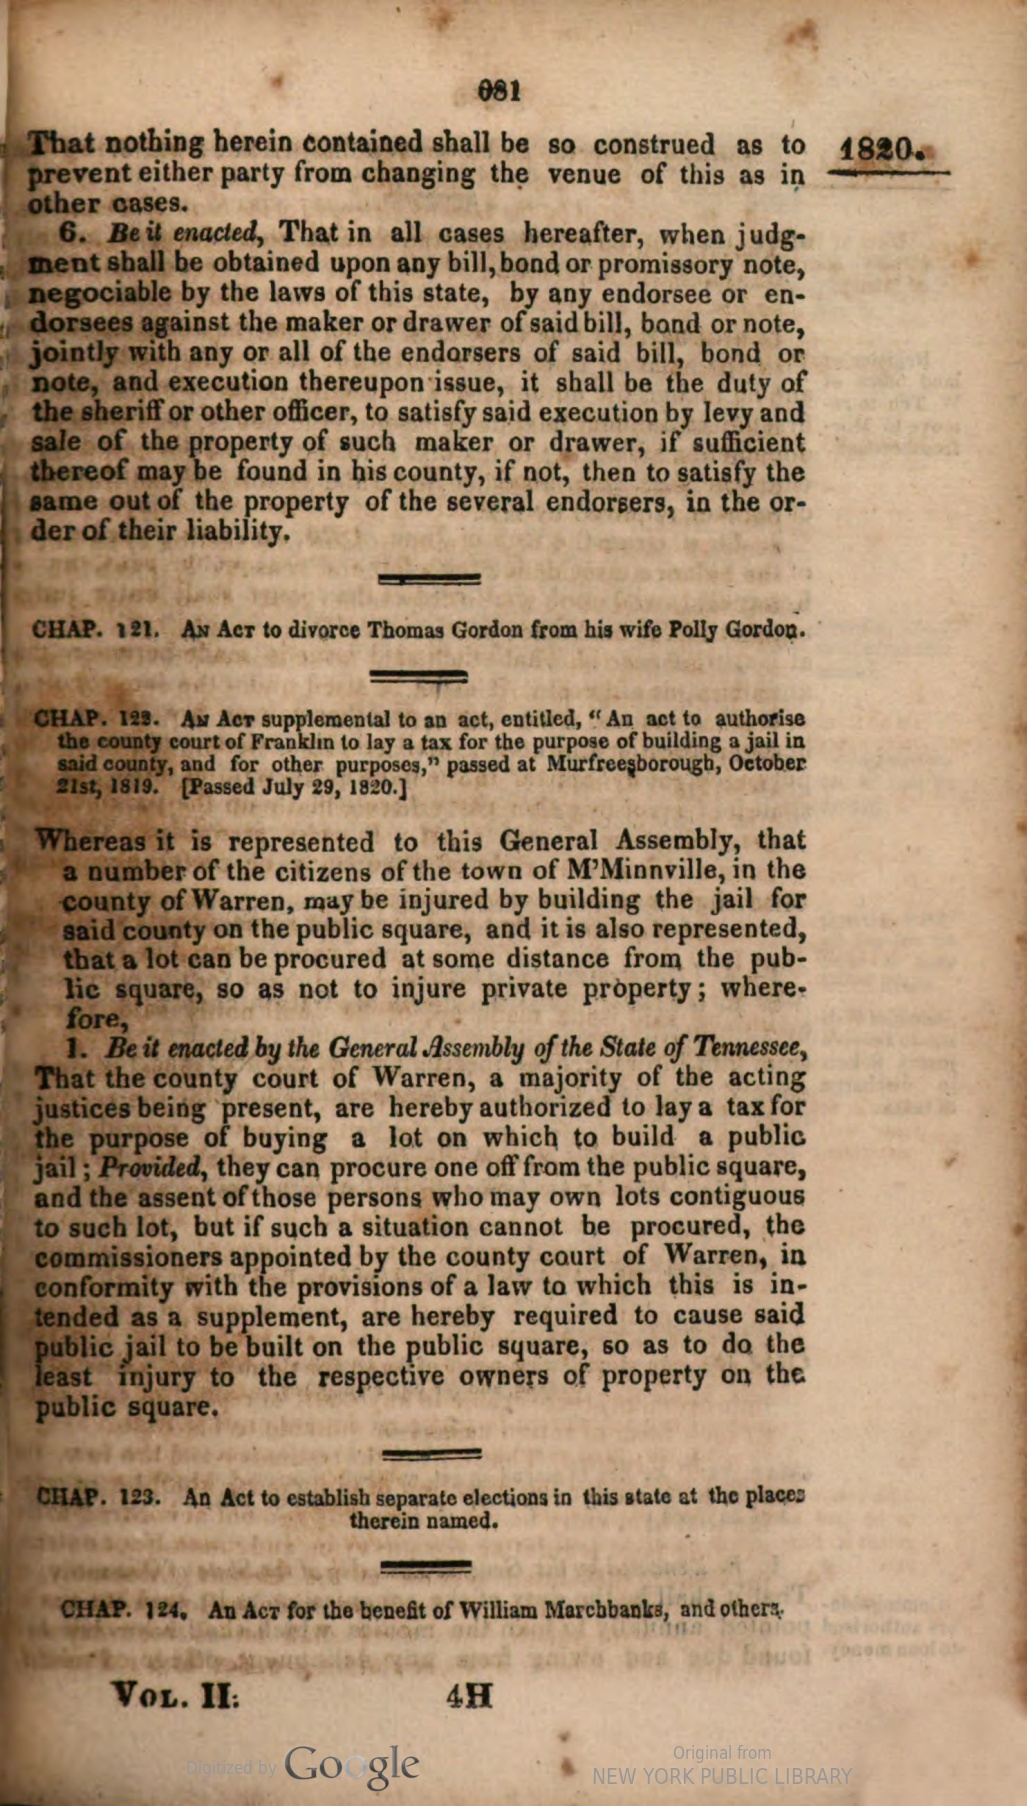 681
1820.
That nothing herein contained shall be so construed as to
prevent either party from changing the venue of this as in
other cases.
6. Be it enacted, That in all cases hereafter, when judg-
ment shall be obtained upon any bill, bond or promissory note,
negociable by the laws of this state, by any endorsee or en-
dorsees against the maker or drawer of said bill, bond or note,
jointly with any or all of the endorsers of said bill, bond or
note, and execution thereupon issue, it shall be the duty of
the sheriff or other officer, to satisfy said execution by levy and
sale of the property of such maker or drawer, if sufficient
thereof may be found in his county, if not, then to satisfy the
same out of the property of the several endorsers, in the or-
der of their liability.
CHAP. 121. An Act to divorce Thomas Gordon from his wife Polly Gordon.
CHAP. 122. An Act supplemental to an act, entitled, "An act to authorise
the county court of Franklin to lay a tax for the purpose of building a jail in
said county, and for other purposes," passed at Murfreesborough, October
21st, 1819. [Passed July 29, 1820.]
Whereas it is represented to this General Assembly, that
a number of the citizens of the town of M'Minnville, in the
county of Warren, may be injured by building the jail for
said county on the public square, and it is also represented,
that a lot can be procured at some distance from the pub-
lic square, so as not to injure private property; where-
fore,
1. Be it enacted by the General Assembly of the State of Tennessee,
That the county court of Warren, a majority of the acting
justices being present, are hereby authorized to lay a tax for
the purpose of buying a lot on which to build a public
jail; Provided, they can procure one off from the public square,
and the assent of those persons who may own lots contiguous
to such lot, but if such a situation cannot be procured, the
commissioners appointed by the county court of Warren, in
conformity with the provisions of a law to which this is in-
tended as a supplement, are hereby required to cause said
public jail to be built on the public square, so as to do the
least injury to the respective owners of property on the
public square.
CHAP. 123. An Act to establish separate elections in this state at the places
therein named.
CHAP. 124. An Act for the benefit of William Marchbanks, and others.
Vol. II:  4H
Digitized by Google
Original from
NEW YORK PUBLIC LIBRARY